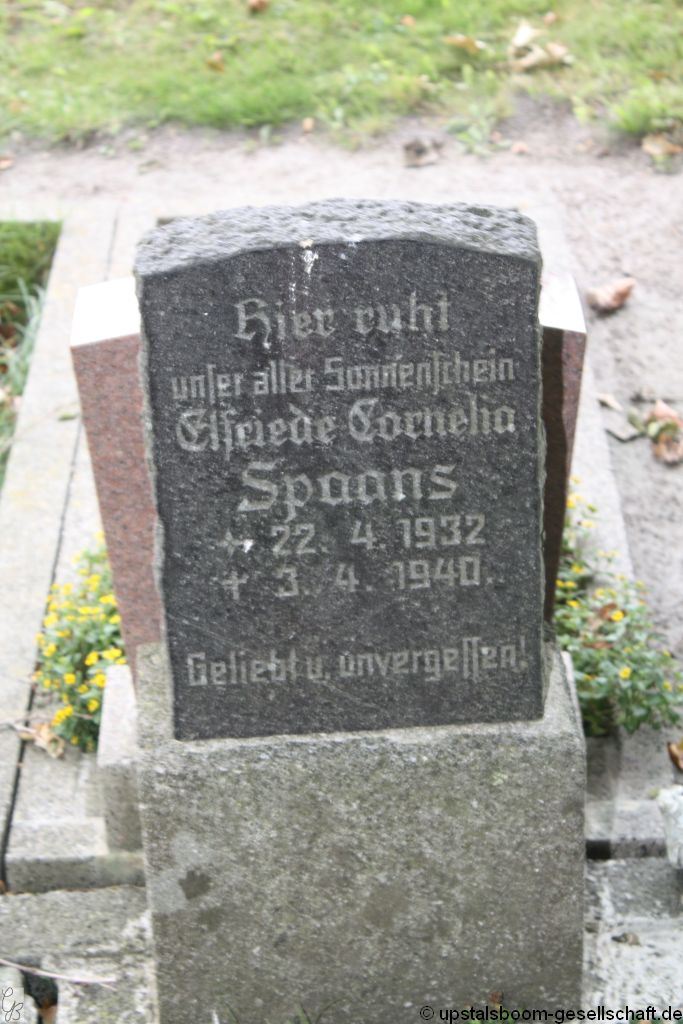 Hier ruht
unser aller Sonnenschein
Elfriede Cornelia
Spaans
* 22. 4. 1932
+ 3. 4. 1940.
Geliebt u. unvergessen!
© upstalsboom-gesellschaft.de